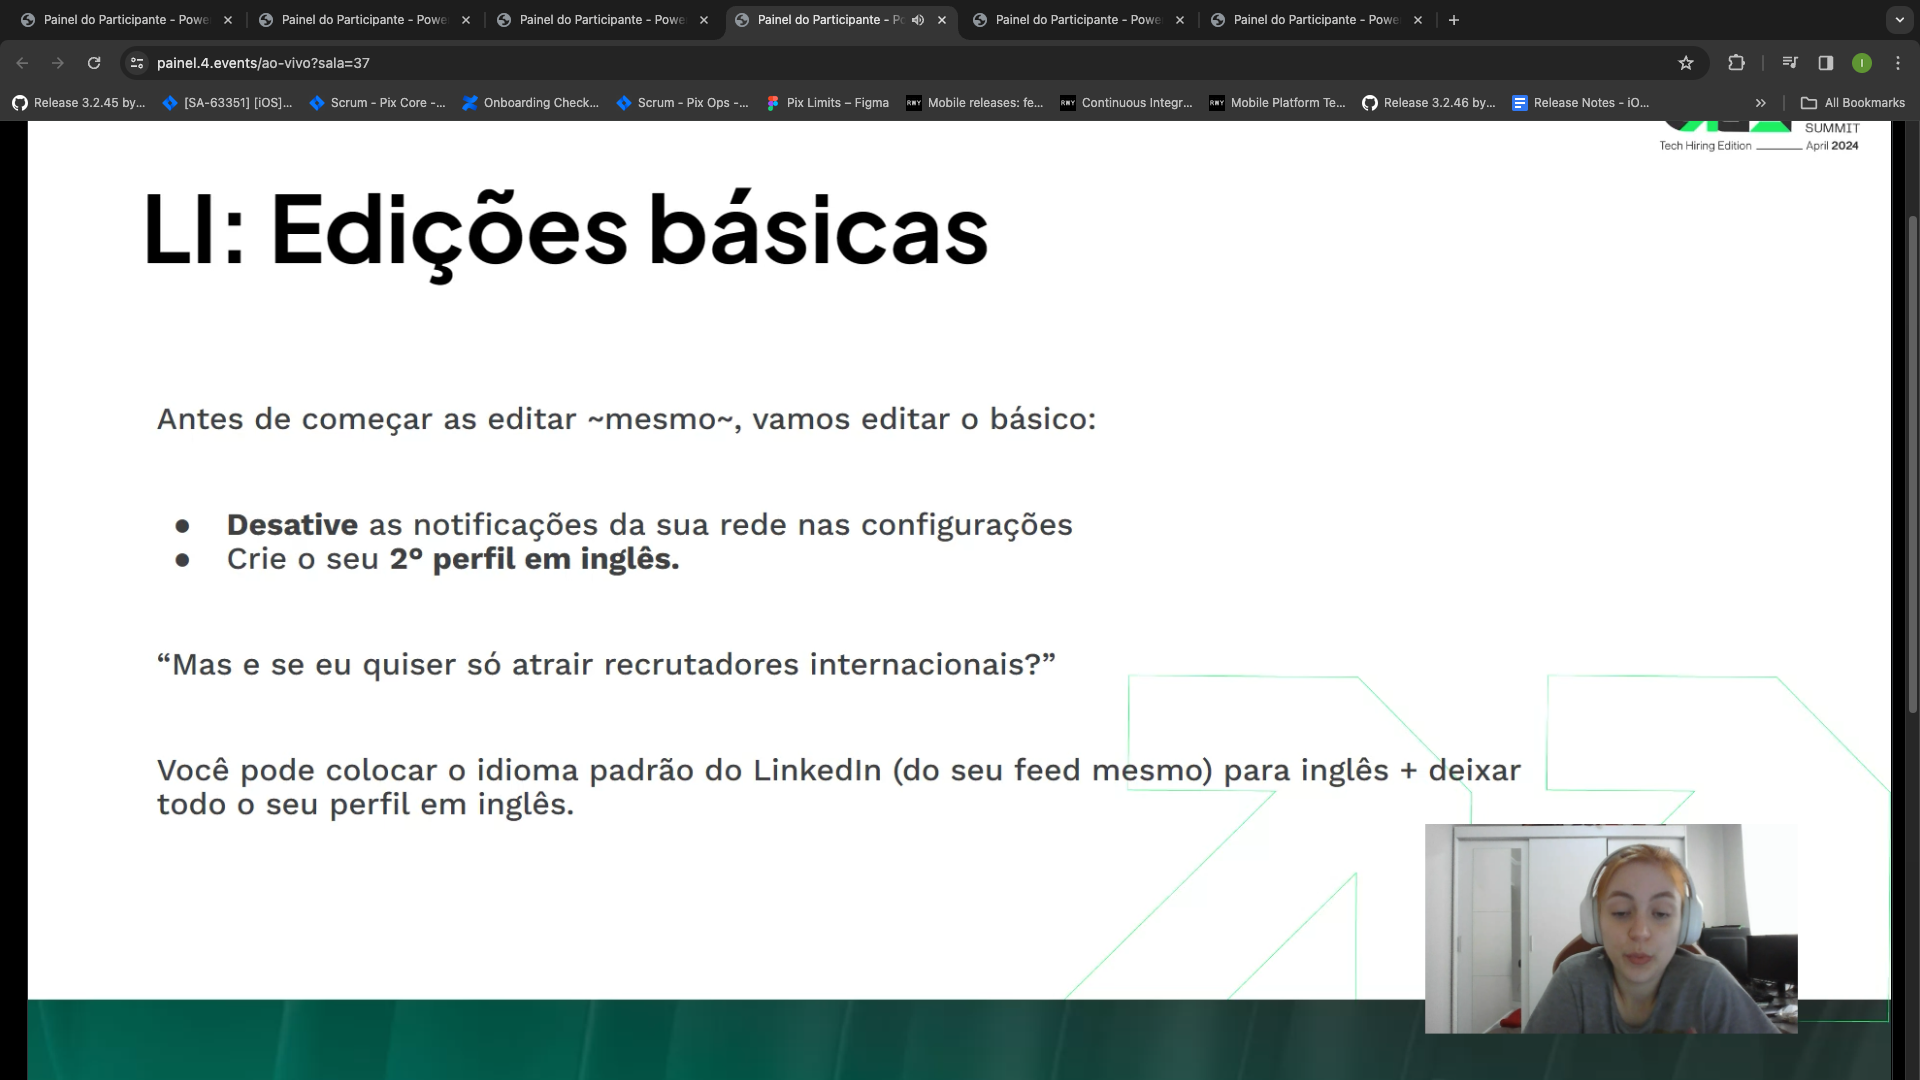 Painel do Participante - Powe
Painel do Participante - Powe
Painel do Participante - Powe
Painel do Participante - Po
Painel do Participante - Powe
Painel do Participante - Powe
painel.4.events/ao-vivo?sala=37
I
Release 3.2.45 by...
[SA-63351] [iOS]...
Scrum - Pix Core -...
Onboarding Check...
Scrum - Pix Ops -...
Pix Limits – Figma
RWY
Mobile releases: fe...
RWY
Continuous Integr...
RWY
Mobile Platform Te...
Release 3.2.46 by...
Release Notes - iO...
All Bookmarks
SUMMIT
Tech Hiring Edition April 2024
LI: Edições básicas
Antes de começar as editar ~mesmo~, vamos editar o básico:
● Desative as notificações da sua rede nas configurações
● Crie o seu 2º perfil em inglês.
“Mas e se eu quiser só atrair recrutadores internacionais?”
Você pode colocar o idioma padrão do LinkedIn (do seu feed mesmo) para inglês + deixar
todo o seu perfil em inglês.